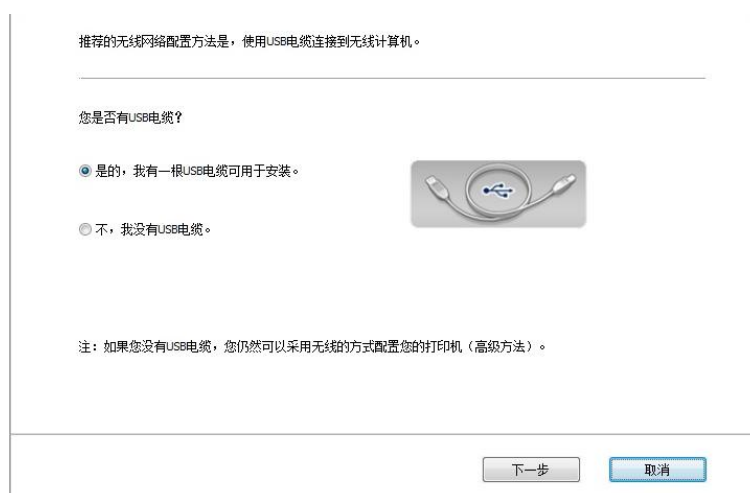 推荐的无线网络配置方法是，使用USB电缆连接到无线计算机。
您是否有USB电缆?
是的，我有一根USB电缆可用于安装。
不，我没有USB电缆。
注：如果您没有USB电缆，您仍然可以采用无线的方式配置您的打印机（高级方法）。
下一步
取消